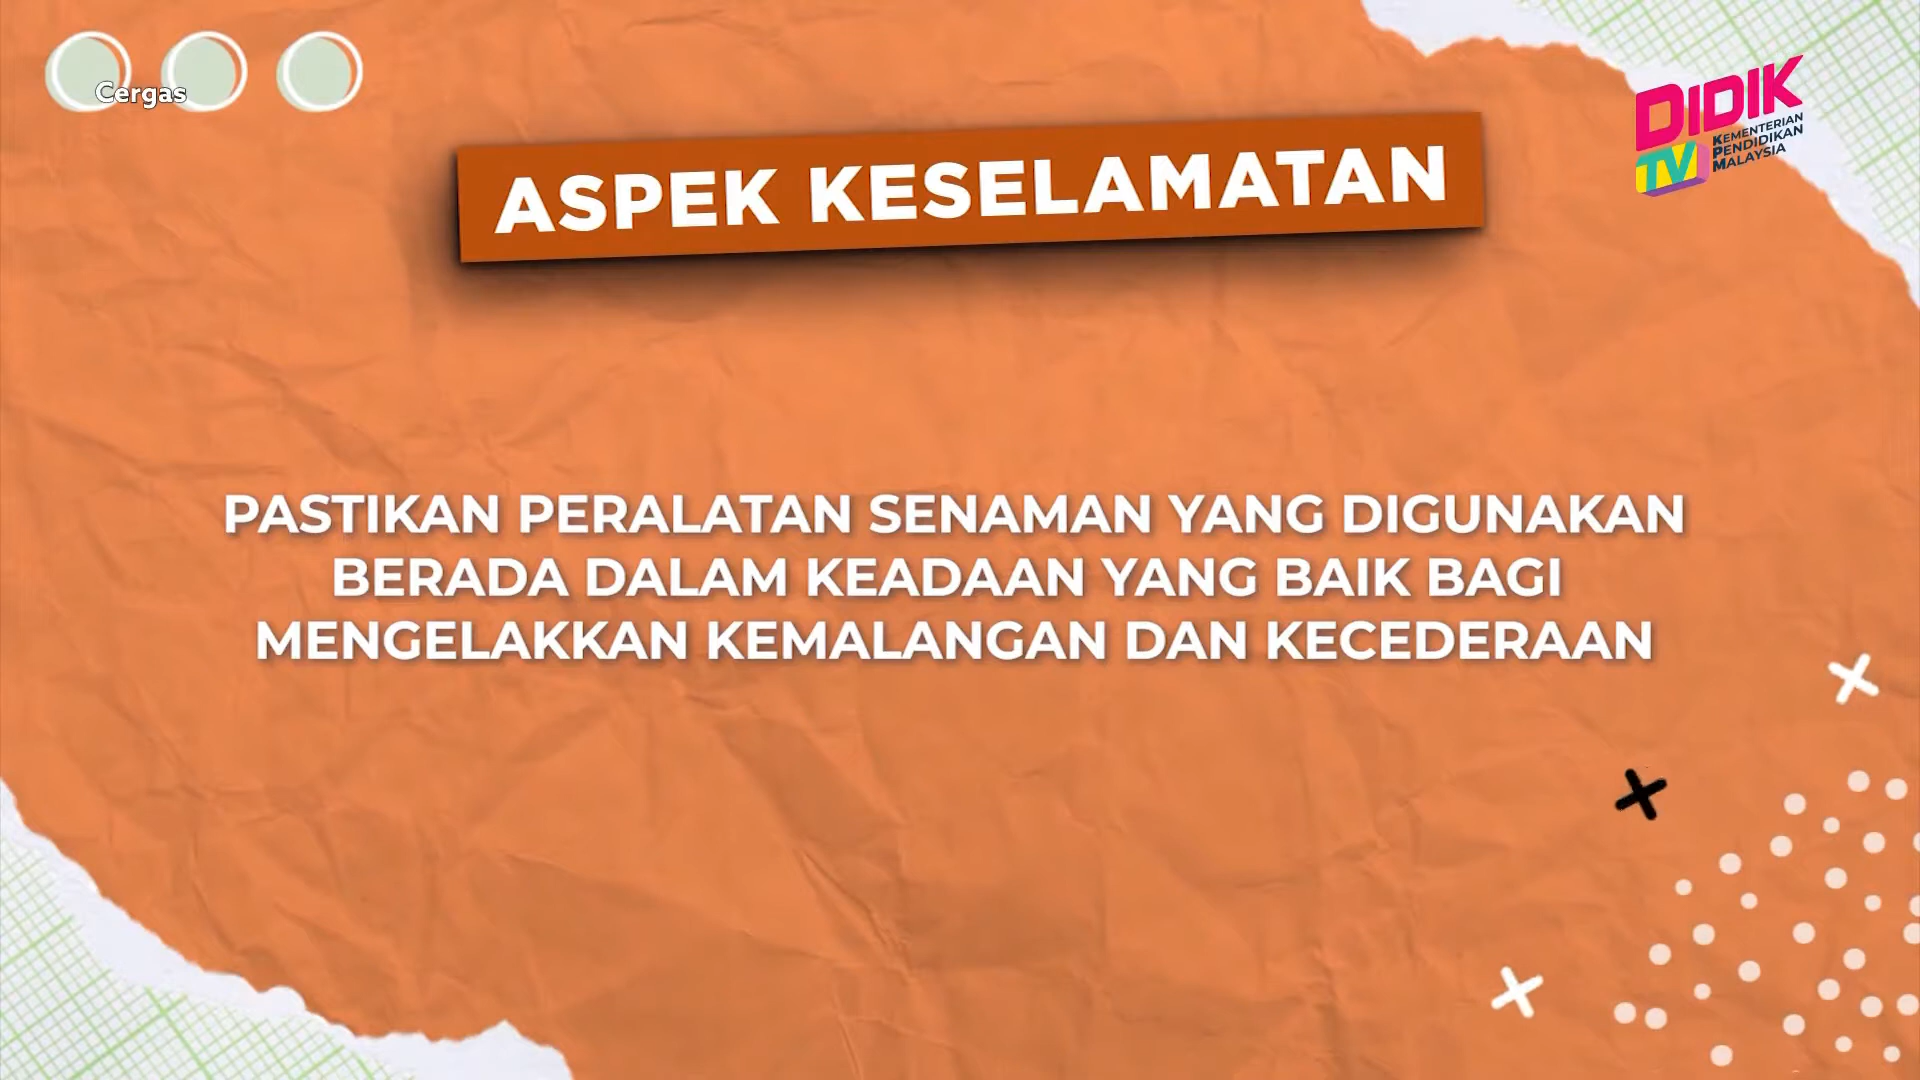 Cergas
DIDIK
TV
KEMENTERIAN
PENDIDIKAN
MALAYSIA
ASPEK KESELAMATAN
PASTIKAN PERALATAN SENAMAN YANG DIGUNAKAN
BERADA DALAM KEADAAN YANG BAIK BAGI
MENGELAKKAN KEMALANGAN DAN KECEDERAAN